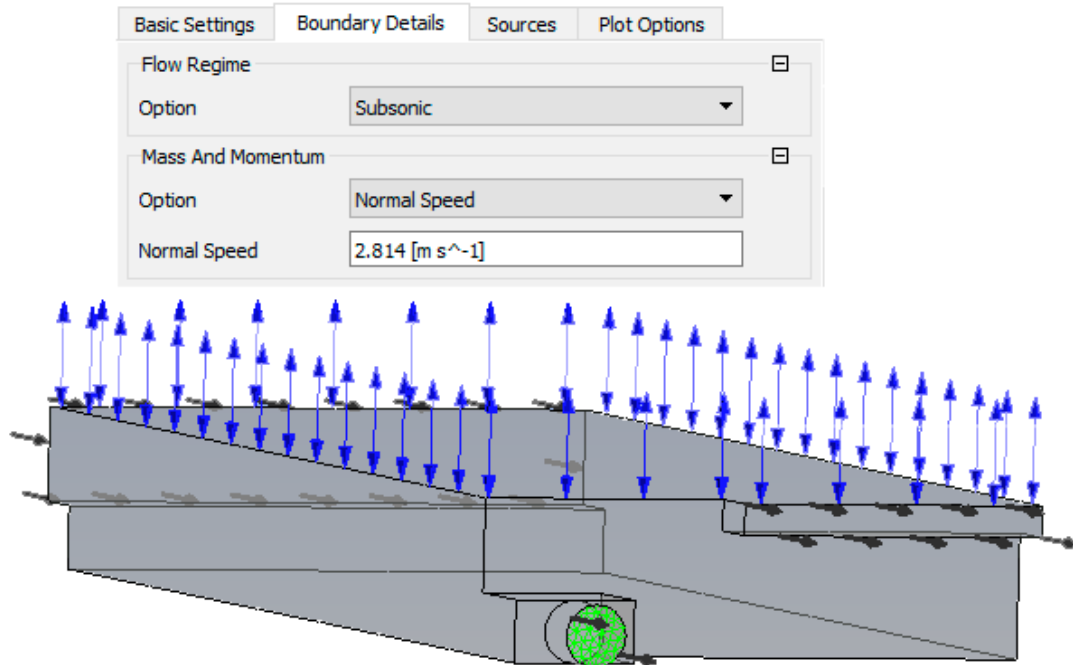 Basic Settings Boundary Details Sources Plot Options
Flow Regime
Option Subsonic
Mass And Momentum
Option Normal Speed
Normal Speed 2.814 [m s^-1]